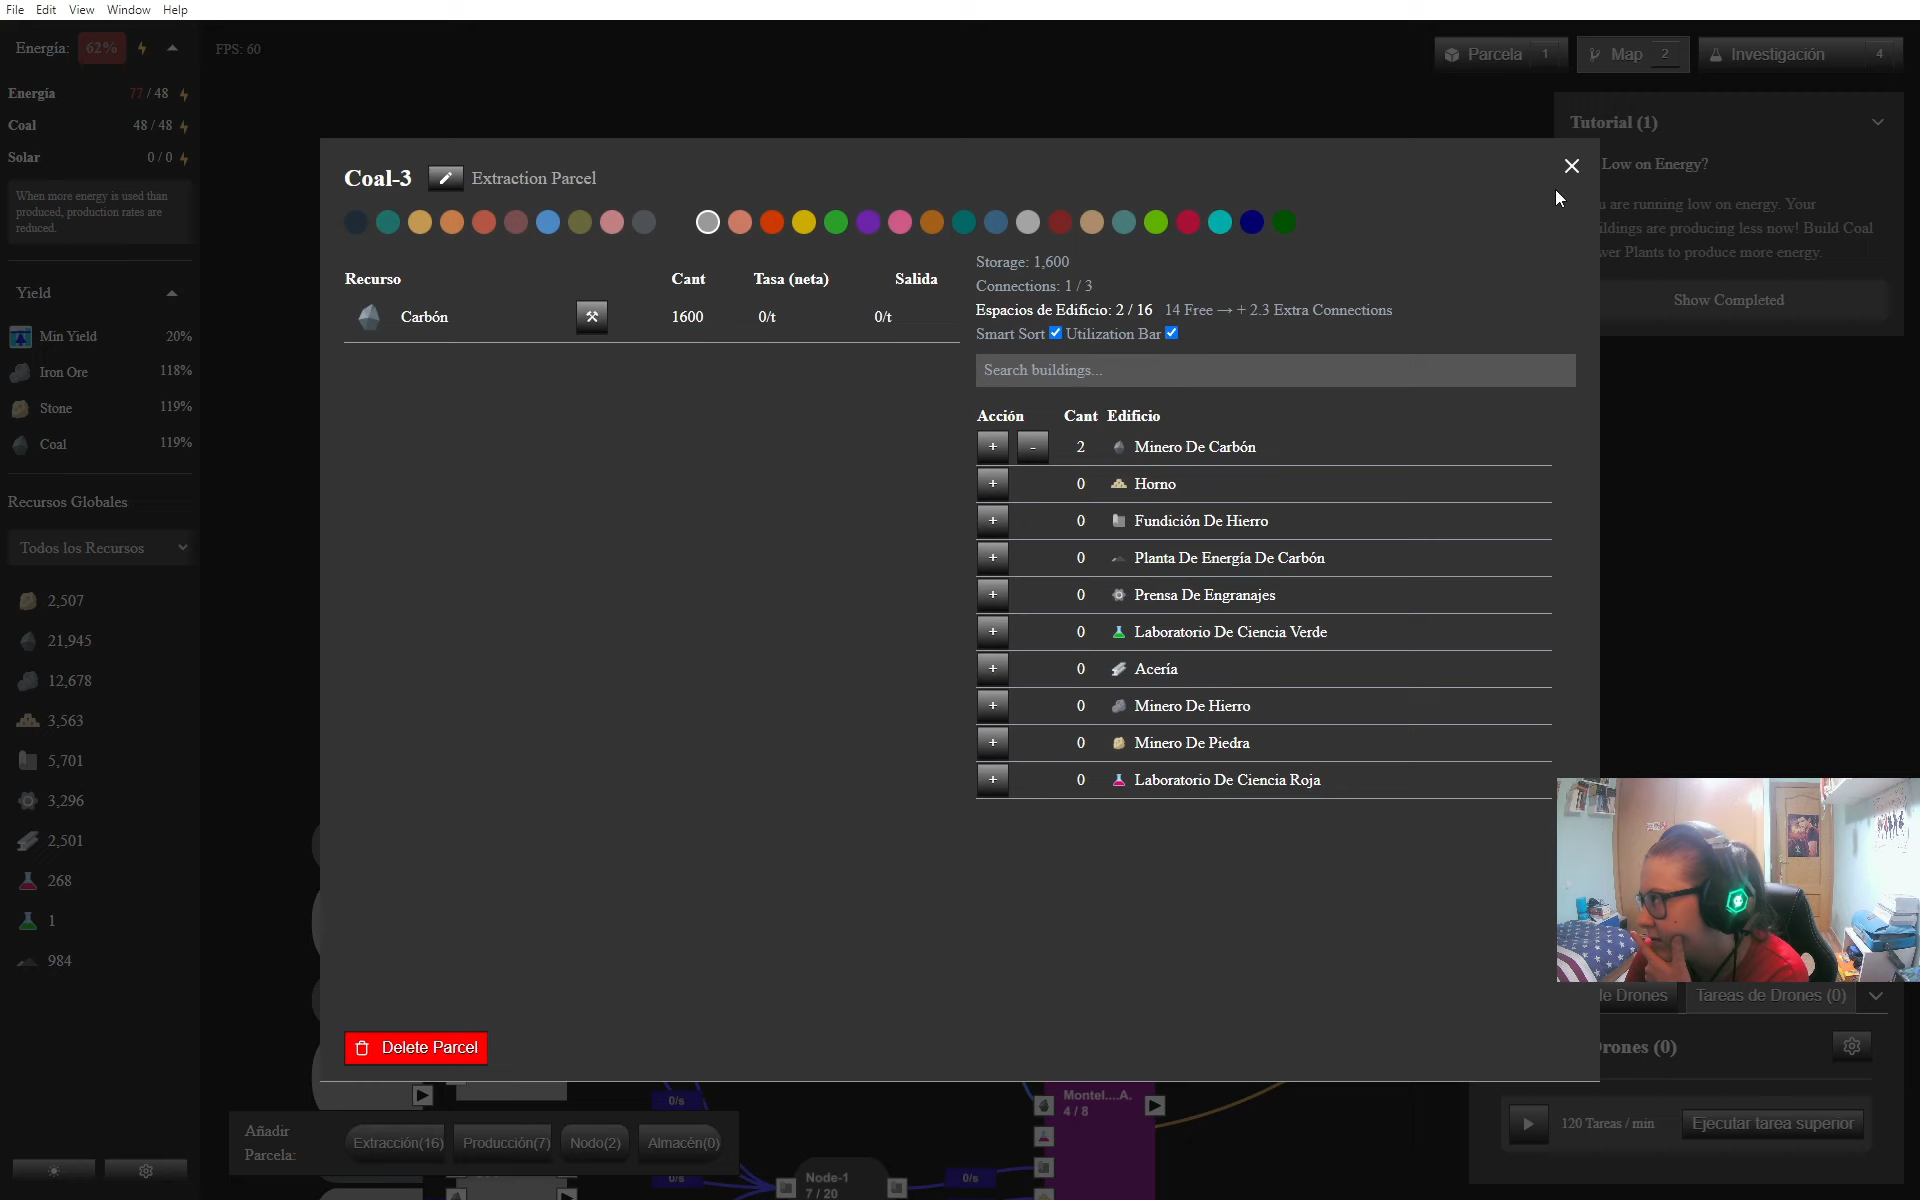 File Edit View Window Help
Energía: 62%
FPS: 60
Parcela 1
Map 2
Investigación 4
Energía 77 / 48
Coal 48 / 48
Solar 0 / 0
When more energy is used than
produced, production rates are
reduced.
Yield
Min Yield 20%
Iron Ore 118%
Stone 119%
Coal 119%
Recursos Globales
Todos los Recursos
2,507
21,945
12,678
3,563
5,701
3,296
2,501
268
1
984
Coal-3 Extraction Parcel
Recurso Cant Tasa (neta) Salida
Carbón 1600 0/t 0/t
Storage: 1,600
Connections: 1 / 3
Espacios de Edificio: 2 / 16 14 Free → + 2.3 Extra Connections
Smart Sort Utilization Bar
Search buildings...
Acción Cant Edificio
+ - 2 Minero De Carbón
+ 0 Horno
+ 0 Fundición De Hierro
+ 0 Planta De Energía De Carbón
+ 0 Prensa De Engranajes
+ 0 Laboratorio De Ciencia Verde
+ 0 Acería
+ 0 Minero De Hierro
+ 0 Minero De Piedra
+ 0 Laboratorio De Ciencia Roja
Delete Parcel
Tutorial (1)
Low on Energy?
are running low on energy. Your
are producing less now! Build Coal
Plants to produce more energy.
Show Completed
de Drones Tareas de Drones (0)
Drones (0)
120 Tareas / min Ejecutar tarea superior
Añadir
Parcela:
Extracción(16) Producción(7) Nodo(2) Almacén(0)
0/s
0/s
Node-1
7 / 20
0/s
Montel....A.
4 / 8